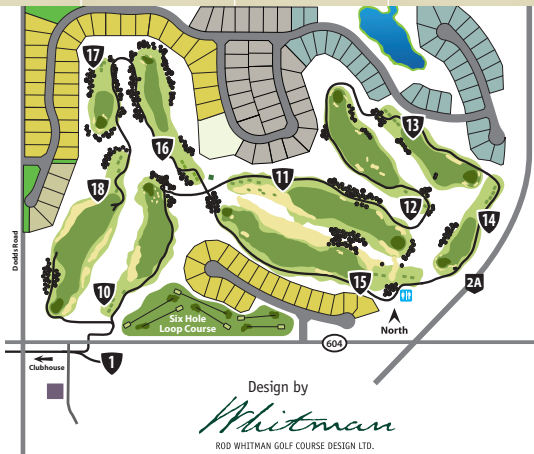 17
16
13
11
18
12
14
Dodds Road
10
15
2A
Six Hole
Loop Course
North
604
1
Clubhouse
Design by
Whitman
ROD WHITMAN GOLF COURSE DESIGN LTD.